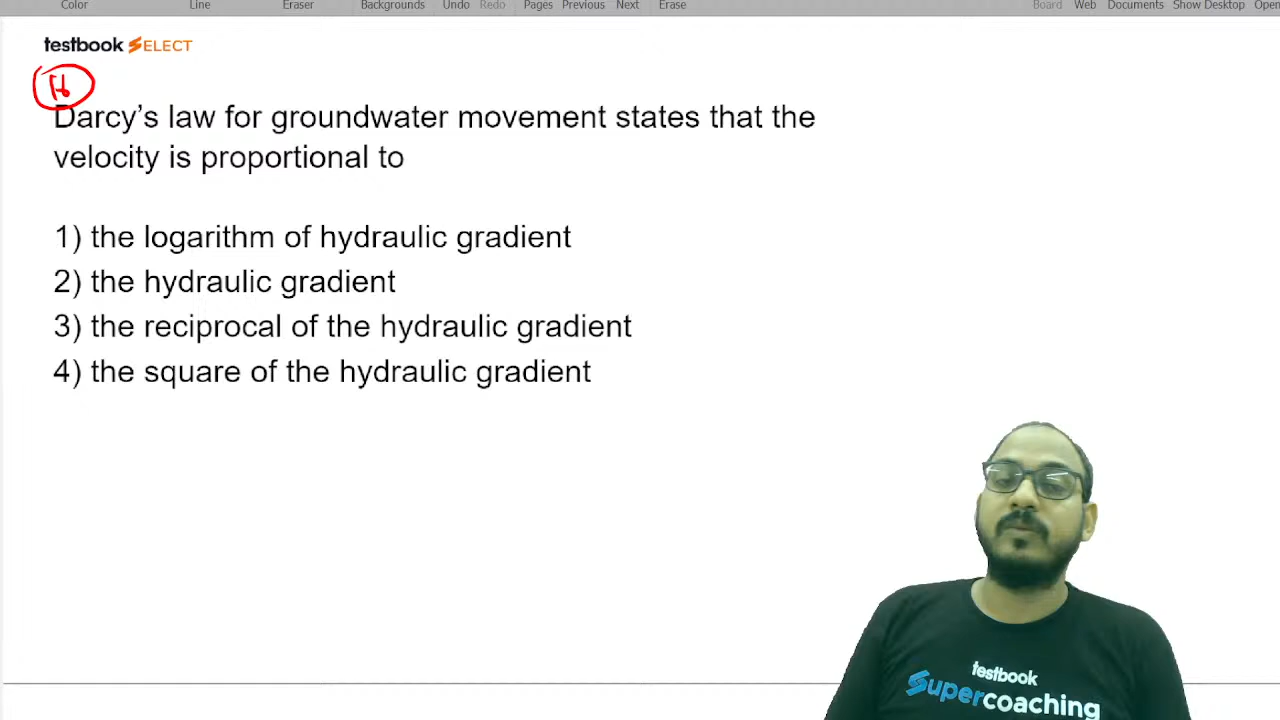 Color Line Eraser Backgrounds Undo Redo Pages Previous Next Erase Board Web Documents Show Desktop Open
testbook SELECT
Darcy’s law for groundwater movement states that the
velocity is proportional to
1) the logarithm of hydraulic gradient
2) the hydraulic gradient
3) the reciprocal of the hydraulic gradient
4) the square of the hydraulic gradient
testbook
Supercoaching